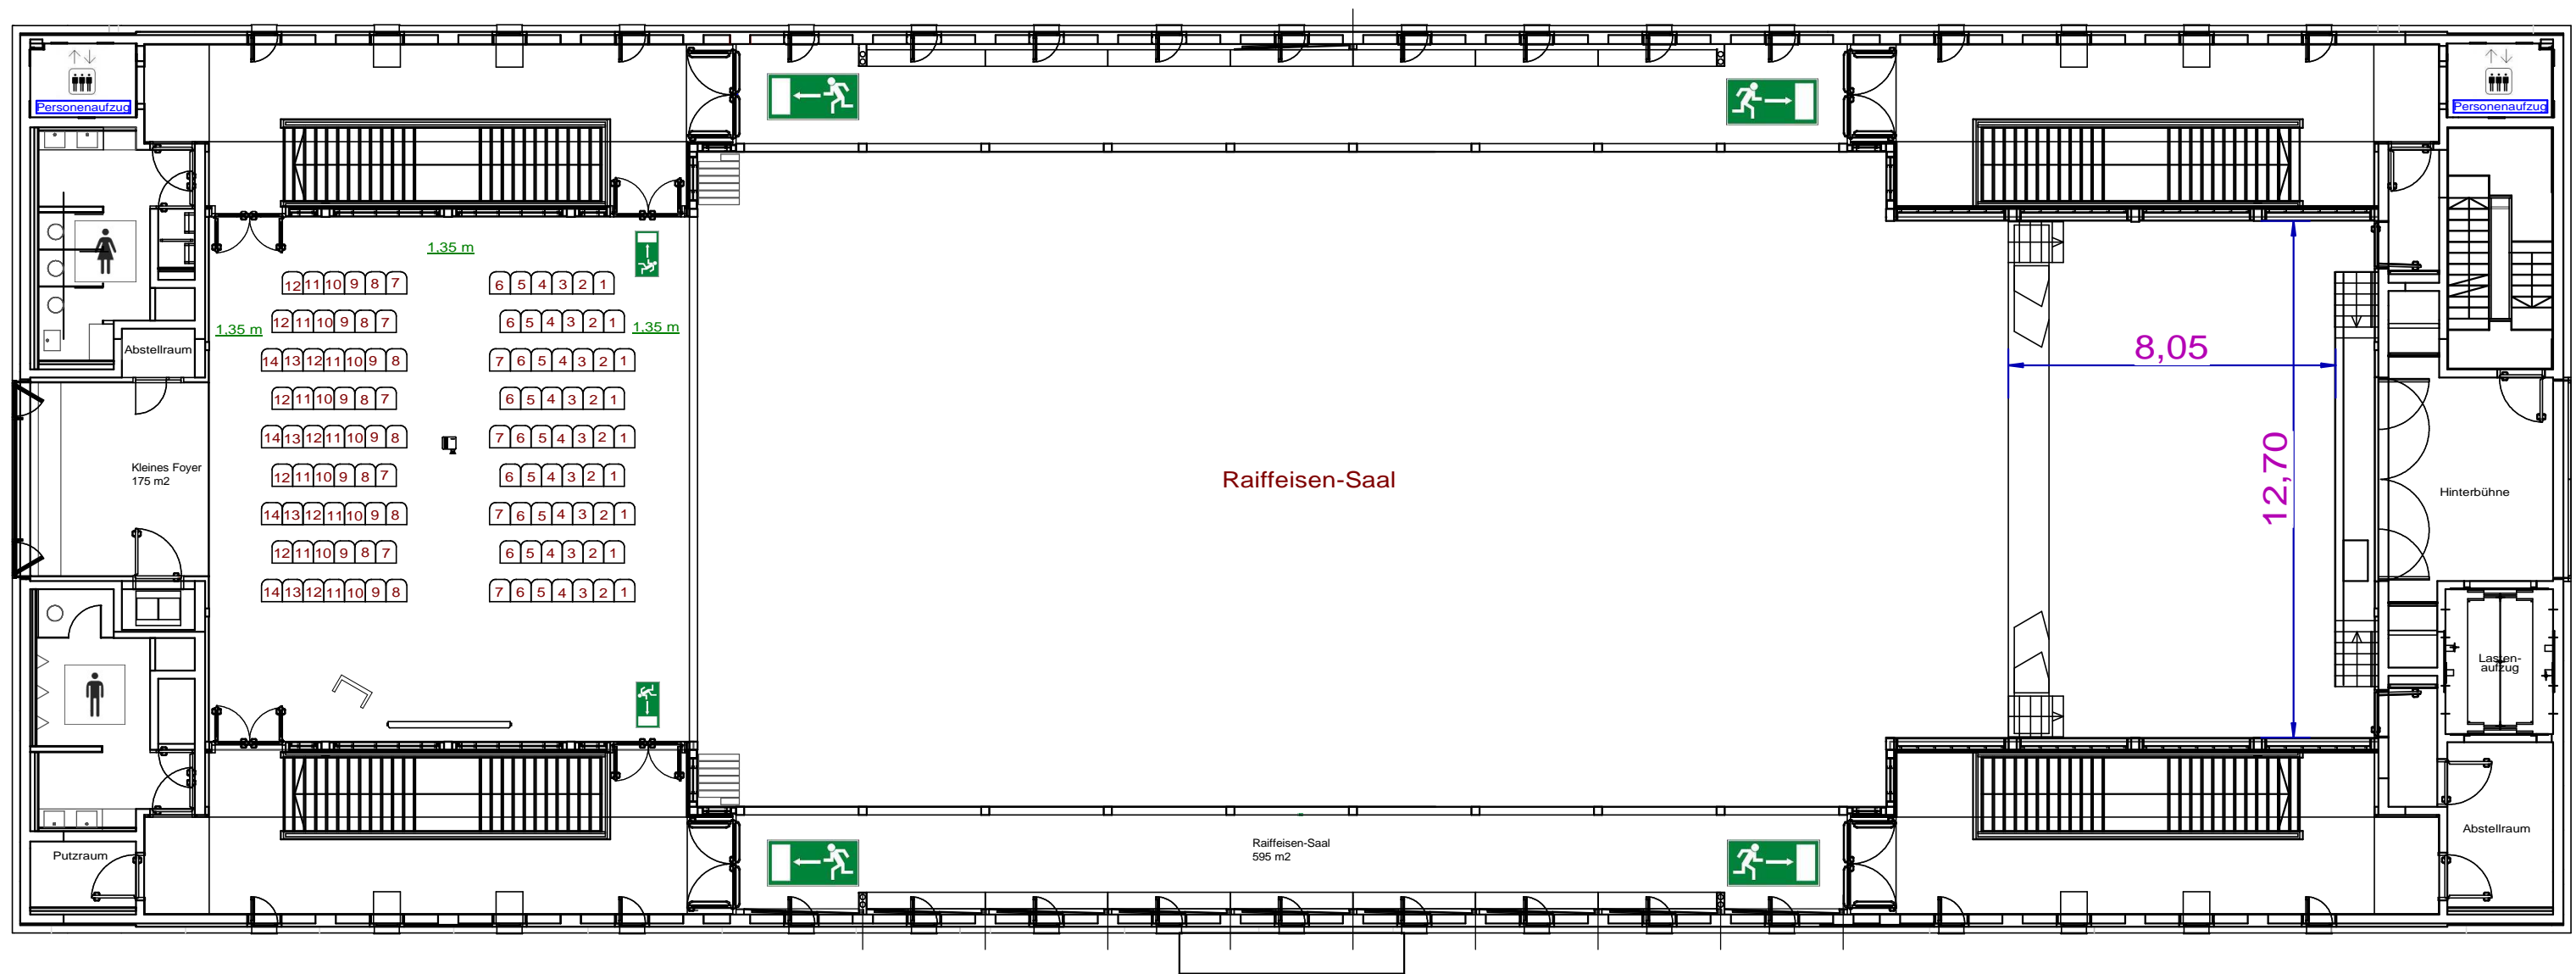 Personenaufzug
Personenaufzug
1,35 m
12 11 10 9 8 7 6 5 4 3 2 1
12 11 10 9 8 7 6 5 4 3 2 1
1,35 m
1,35 m
14 13 12 11 10 9 8 7 6 5 4 3 2 1
Abstellraum
8,05
12 11 10 9 8 7 6 5 4 3 2 1
14 13 12 11 10 9 8 7 6 5 4 3 2 1
Kleines Foyer
175 m2
12 11 10 9 8 7 6 5 4 3 2 1
Raiffeisen-Saal
12,70
Hinterbühne
14 13 12 11 10 9 8 7 6 5 4 3 2 1
12 11 10 9 8 7 6 5 4 3 2 1
14 13 12 11 10 9 8 7 6 5 4 3 2 1
Lasten-
aufzug
Putzraum
Raiffeisen-Saal
595 m2
Abstellraum